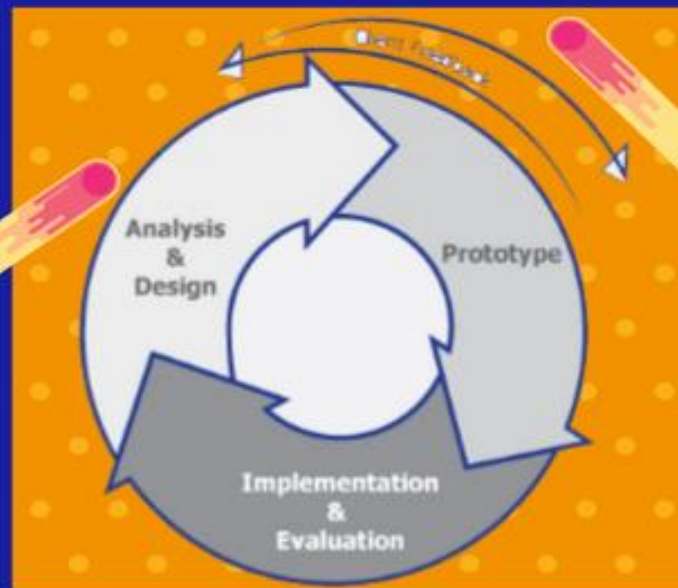 Analysis
&
Design
Prototype
Implementation
&
Evaluation